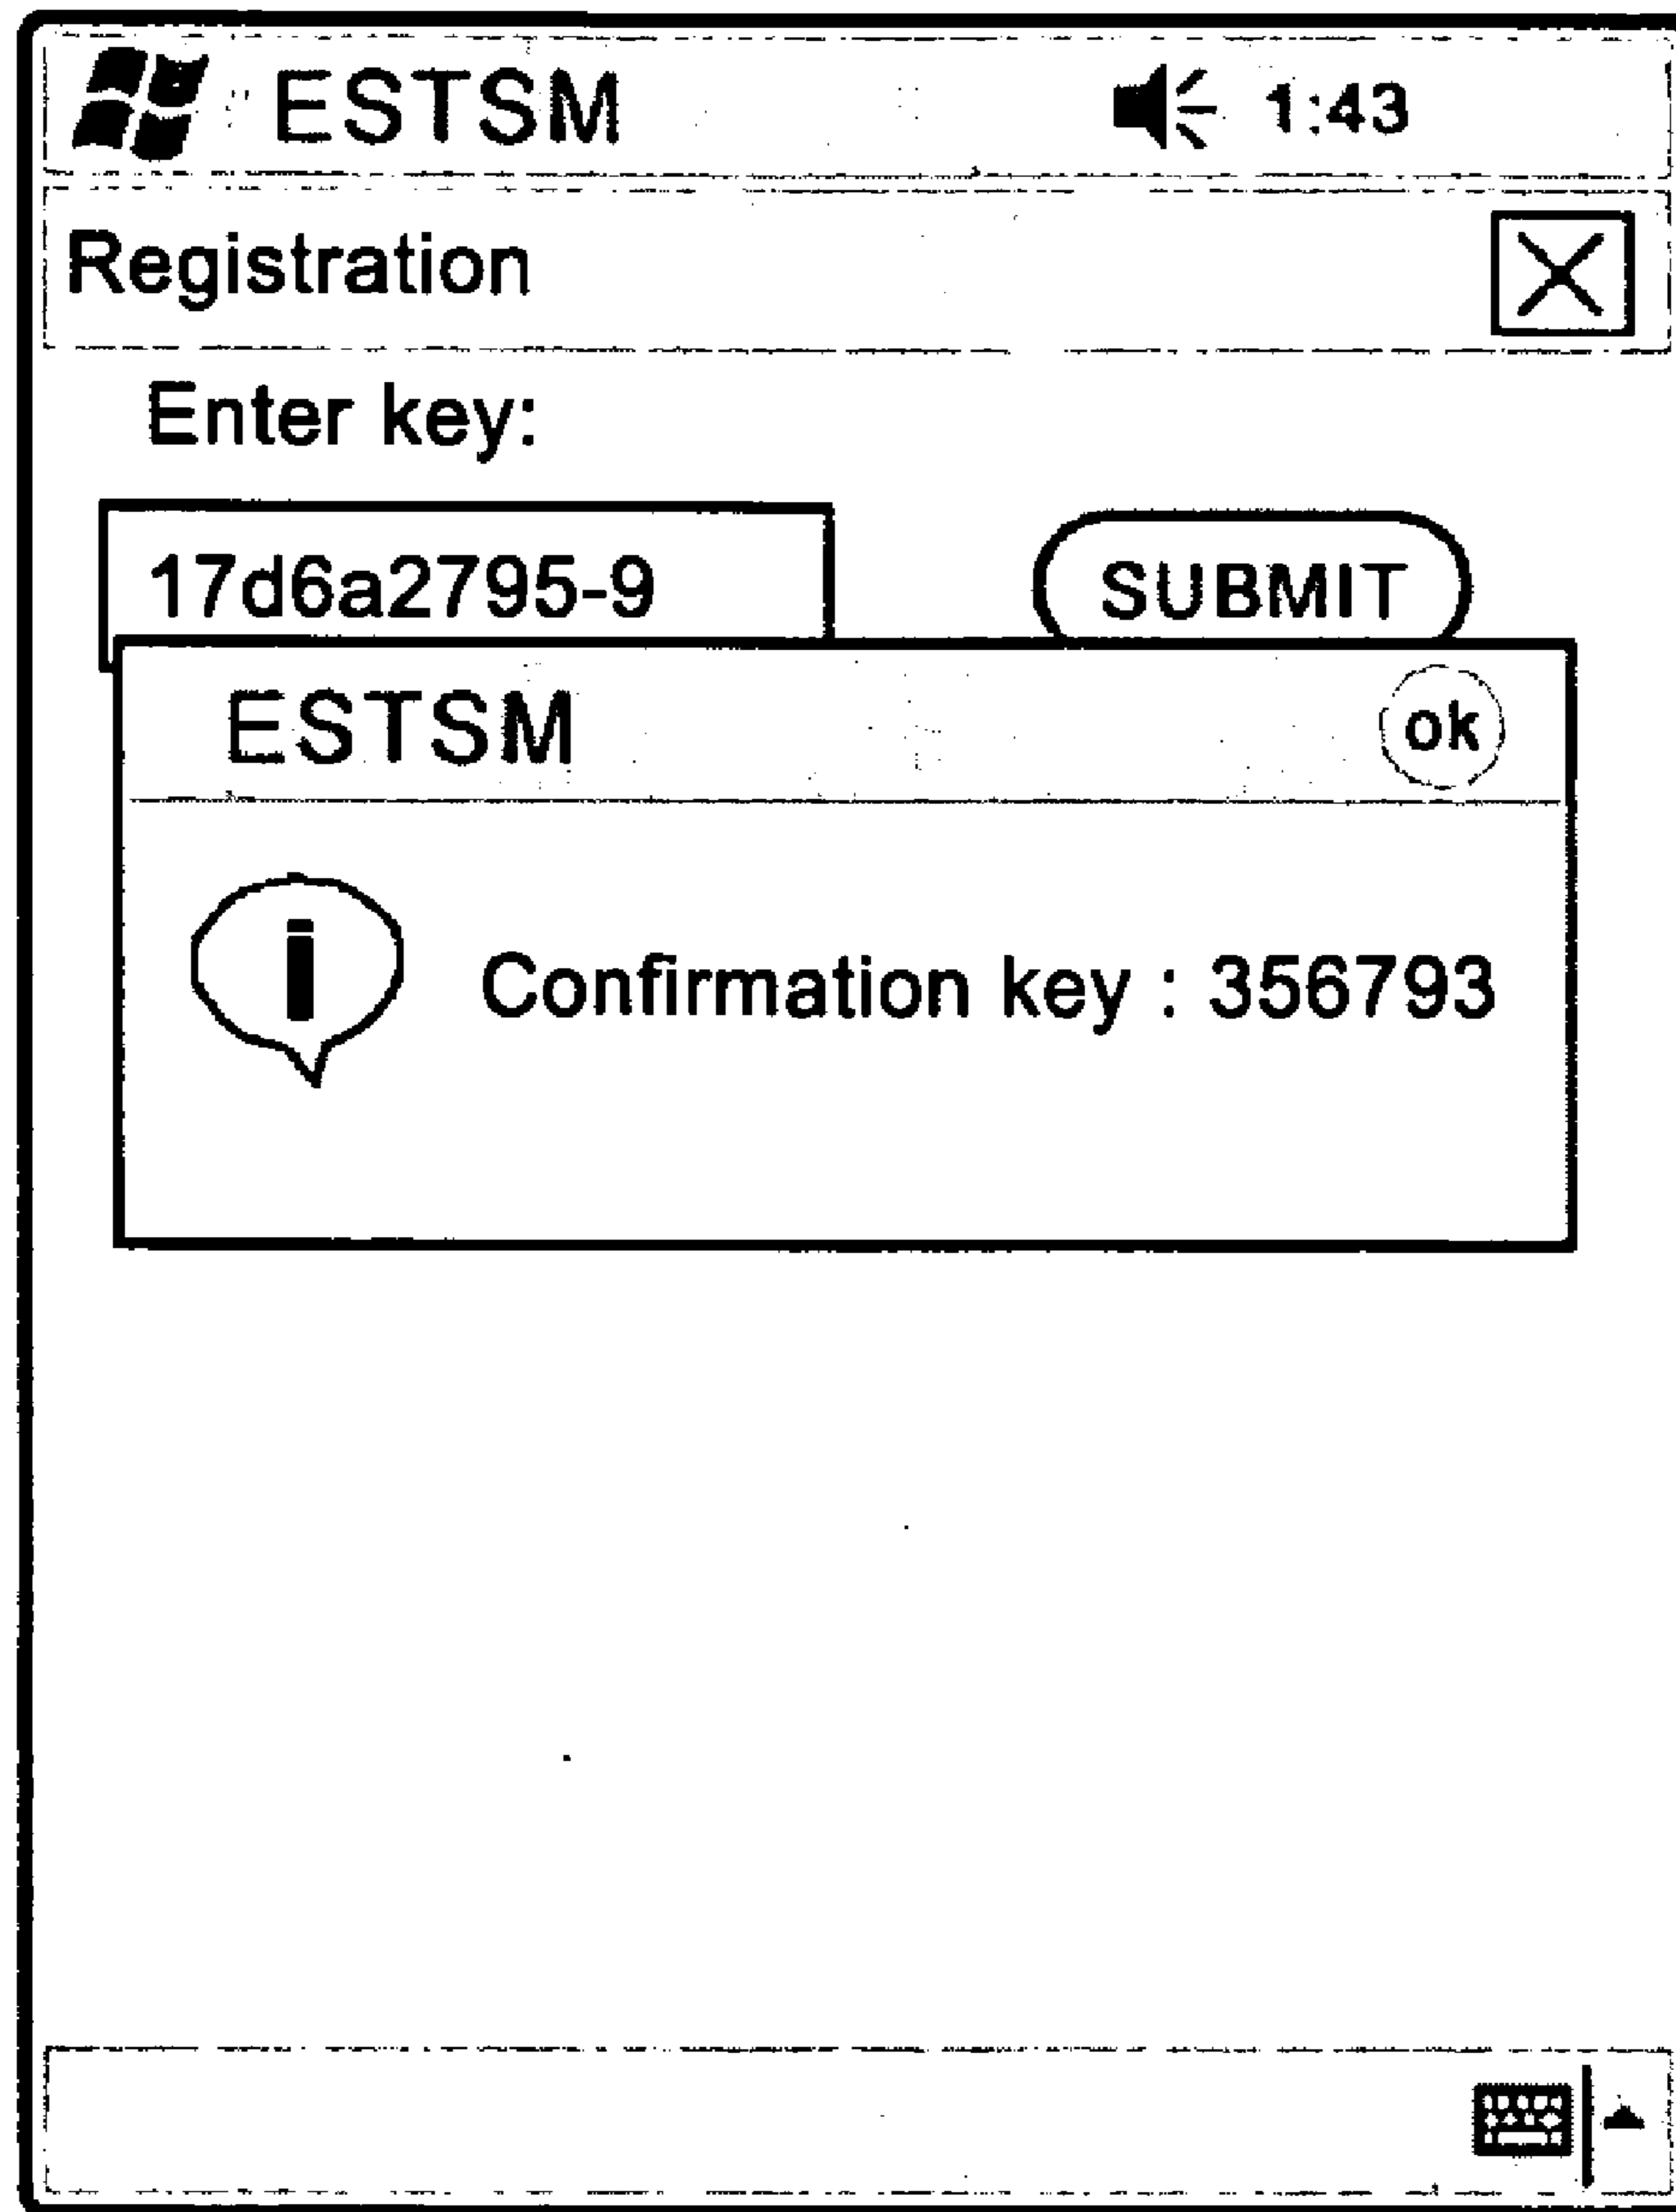 ESTSM 1:43
Registration
Enter key:
17d6a2795-9 SUBMIT
ESTSM ok
i Confirmation key : 356793